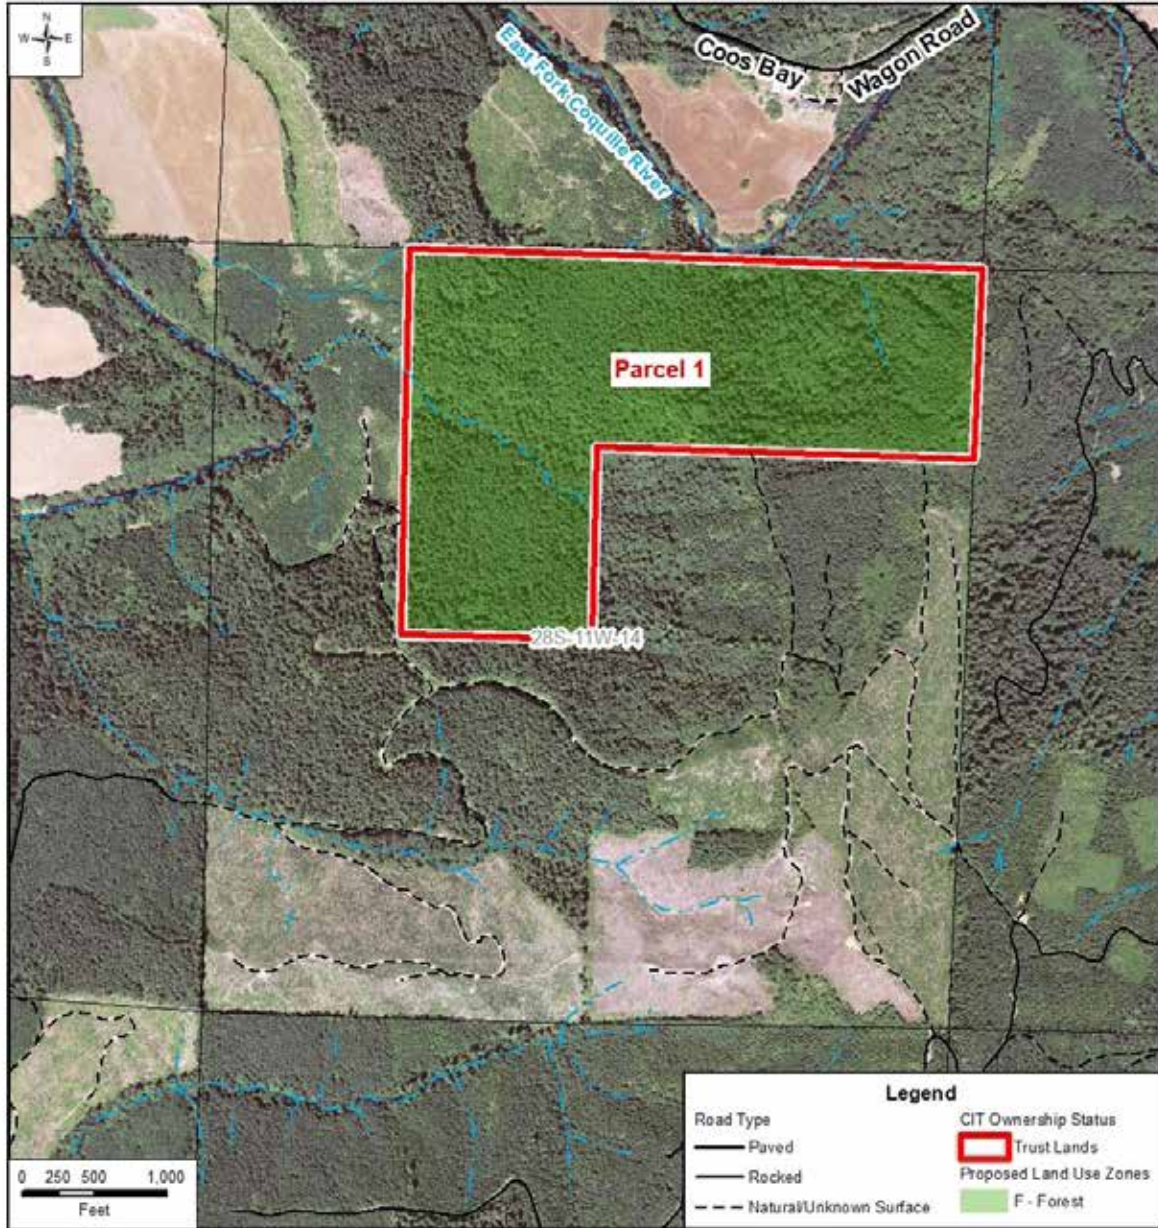 N
W E
S
Coos Bay Wagon Road
East Fork Coquille River
Parcel 1
28S-11W-14
0 250 500 1,000
Feet
Legend
Road Type
Paved
Rocked
Natural/Unknown Surface
CIT Ownership Status
Trust Lands
Proposed Land Use Zones
F - Forest